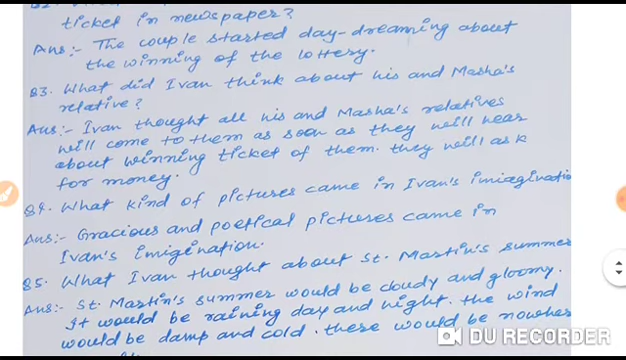 ticket in newspaper?
Ans:- The couple started day-dreaming about
the winning of the lottery.
Q3. What did Ivan think about his and Masha's
relative?
Ans:- Ivan thought all his and Masha's relatives
will come to them as soon as they will hear
about winning ticket of them. they will ask
for money.
Q4. What kind of pictures came in Ivan's imiagination
Ans:- Gracious and poetical pictures came in
Ivan's imigination.
Q5. What Ivan thought about St. Martin's summer
Ans:- St. Martin's summer would be cloudy and gloomy.
It would be raining day and night. the wind
would be damp and cold. there would be nowhere
DU RECORDER